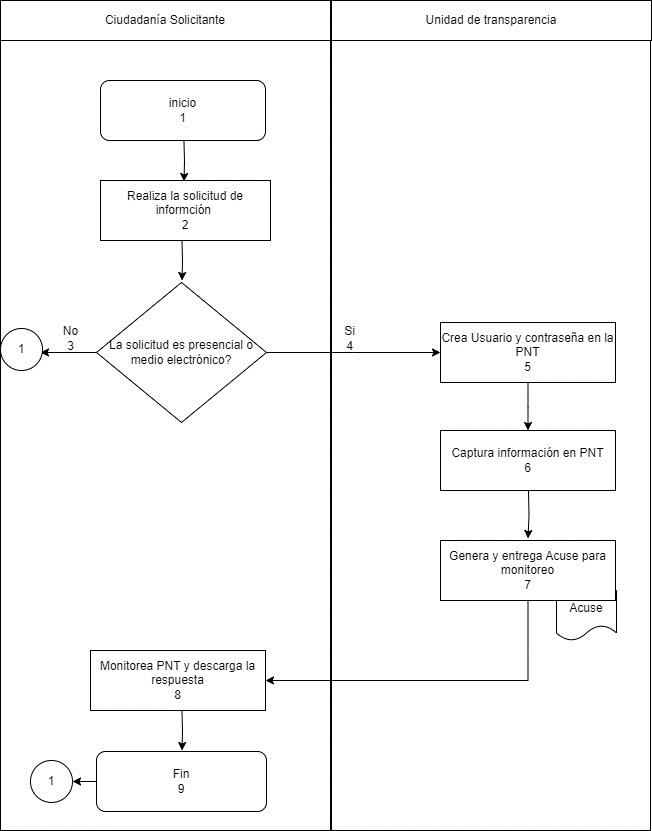 Ciudadanía Solicitante
Unidad de transparencia
inicio
1
Realiza la solicitud de
informción
2
La solicitud es presencial o
medio electrónico?
No
3
1
Si
4
Crea Usuario y contraseña en la
PNT
5
Captura información en PNT
6
Genera y entrega Acuse para
monitoreo
7
Acuse
Monitorea PNT y descarga la
respuesta
8
Fin
9
1